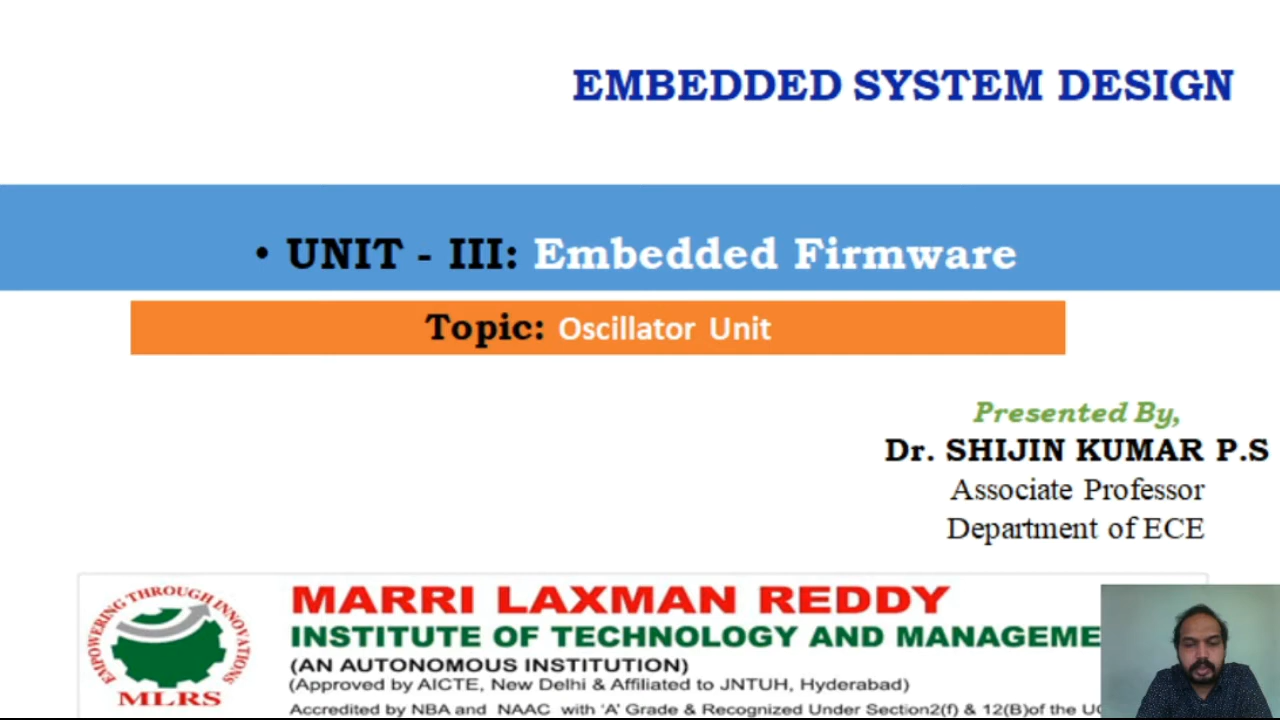 EMBEDDED SYSTEM DESIGN
• UNIT - III: Embedded Firmware
Topic: Oscillator Unit
Presented By,
Dr. SHIJIN KUMAR P.S
Associate Professor
Department of ECE
EMPOWERING THROUGH INNOVATIONS
MLRS
MARRI LAXMAN REDDY
INSTITUTE OF TECHNOLOGY AND MANAGEME
(AN AUTONOMOUS INSTITUTION)
(Approved by AICTE, New Delhi & Affiliated to JNTUH, Hyderabad)
Accredited by NBA and NAAC with 'A' Grade & Recognized Under Section2(f) & 12(B)of the